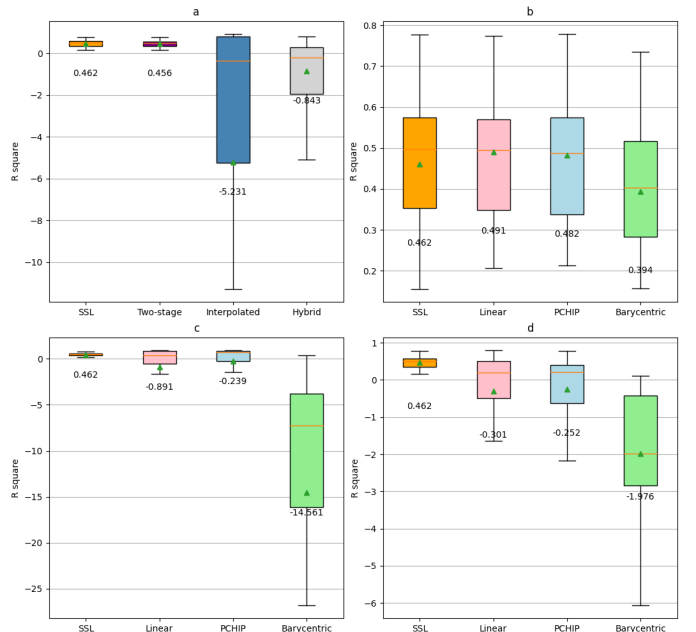 a
R square
0
−2
−4
−6
−8
−10
0.462
0.456
-5.231
-0.843
SSL
Two-stage
Interpolated
Hybrid
b
R square
0.8
0.7
0.6
0.5
0.4
0.3
0.2
0.462
0.491
0.482
0.394
SSL
Linear
PCHIP
Barycentric
c
R square
0
−5
−10
−15
−20
−25
0.462
-0.891
-0.239
-14.561
SSL
Linear
PCHIP
Barycentric
d
R square
1
0
−1
−2
−3
−4
−5
−6
0.462
-0.301
-0.252
-1.976
SSL
Linear
PCHIP
Barycentric